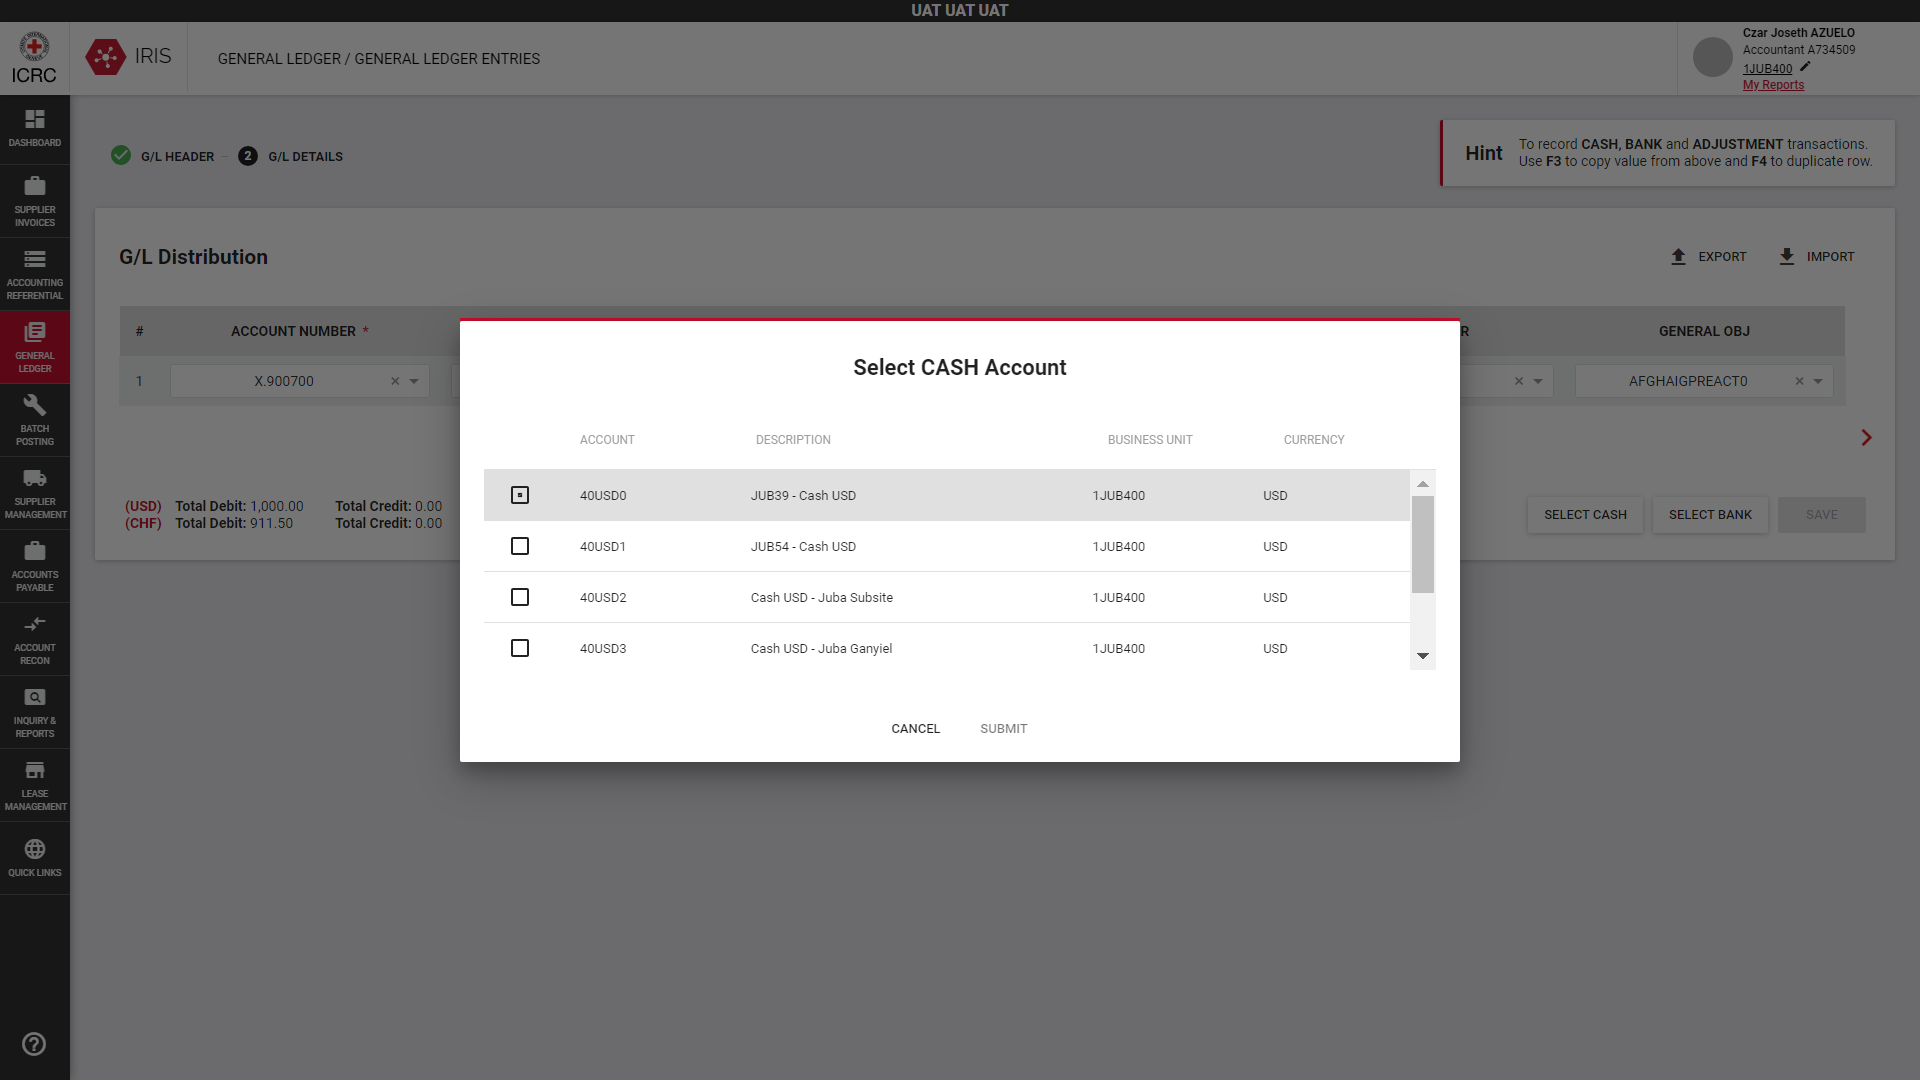 UAT UAT UAT
ICRC
IRIS
GENERAL LEDGER / GENERAL LEDGER ENTRIES
Czar Joseth AZUELO
Accountant A734509
1JUB400
My Reports
DASHBOARD
SUPPLIER
INVOICES
ACCOUNTING
REFERENTIAL
GENERAL
LEDGER
BATCH
POSTING
SUPPLIER
MANAGEMENT
ACCOUNTS
PAYABLE
ACCOUNT
RECON
INQUIRY &
REPORTS
LEASE
MANAGEMENT
QUICK LINKS
G/L HEADER
2 G/L DETAILS
Hint
To record CASH, BANK and ADJUSTMENT transactions.
Use F3 to copy value from above and F4 to duplicate row.
G/L Distribution
EXPORT
IMPORT
# ACCOUNT NUMBER * R GENERAL OBJ
1 X.900700 AFGHAIGPREACT0
(USD) Total Debit: 1,000.00 Total Credit: 0.00
(CHF) Total Debit: 911.50 Total Credit: 0.00
SELECT CASH
SELECT BANK
SAVE
Select CASH Account
ACCOUNT DESCRIPTION BUSINESS UNIT CURRENCY
40USD0 JUB39 - Cash USD 1JUB400 USD
40USD1 JUB54 - Cash USD 1JUB400 USD
40USD2 Cash USD - Juba Subsite 1JUB400 USD
40USD3 Cash USD - Juba Ganyiel 1JUB400 USD
CANCEL
SUBMIT